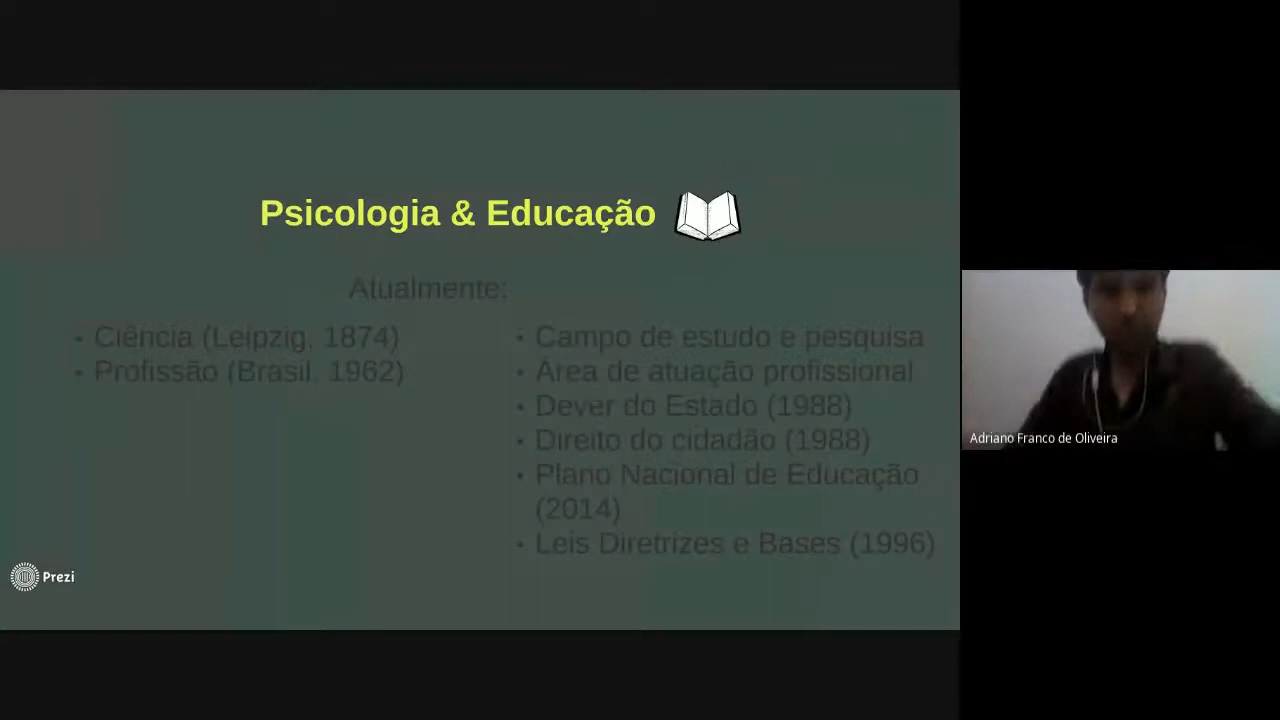 Psicologia & Educação
Atualmente:
• Ciência (Leipzig, 1874)
• Profissão (Brasil, 1962)
• Campo de estudo e pesquisa
• Área de atuação profissional
• Dever do Estado (1988)
• Direito do cidadão (1988)
• Plano Nacional de Educação
(2014)
• Leis Diretrizes e Bases (1996)
Prezi
Adriano Franco de Oliveira